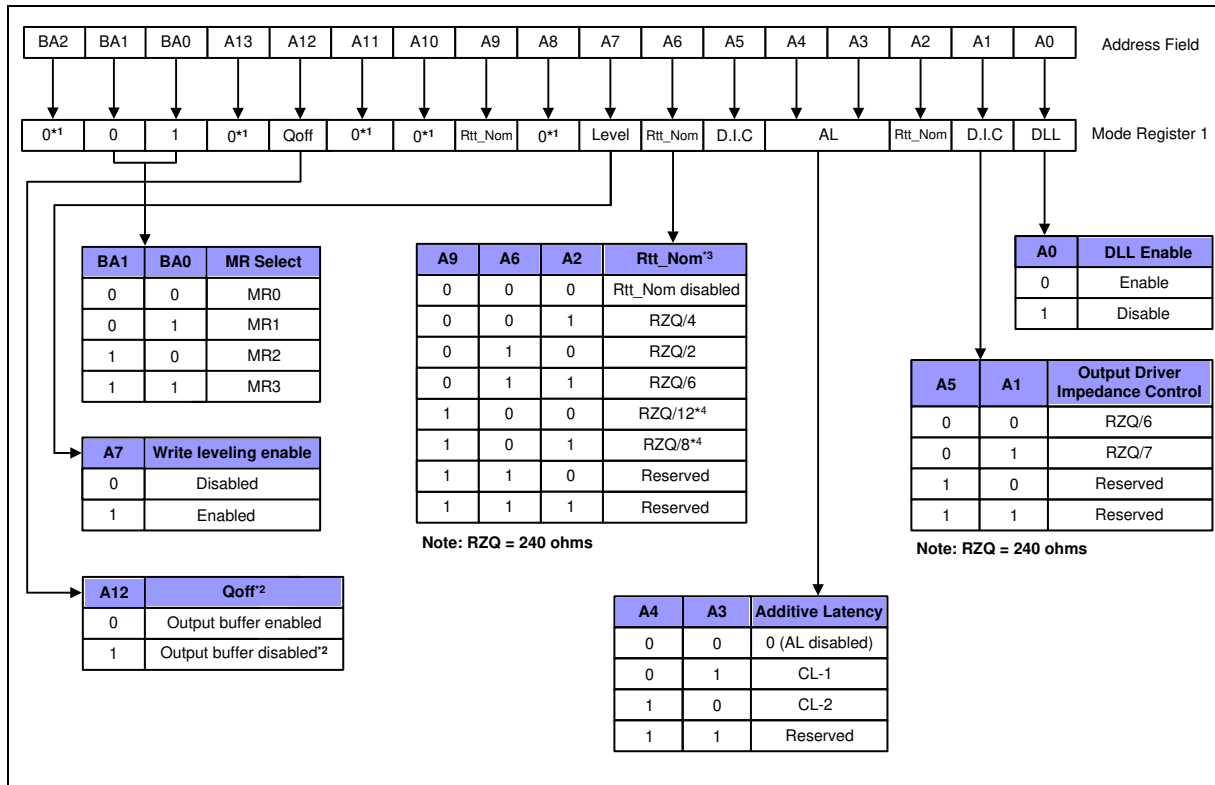 BA2 BA1 BA0 A13 A12 A11 A10 A9 A8 A7 A6 A5 A4 A3 A2 A1 A0 Address Field
0*1 0 1 0*1 Qoff 0*1 0*1 Rtt_Nom 0*1 Level Rtt_Nom D.I.C AL Rtt_Nom D.I.C DLL Mode Register 1
BA1 BA0 MR Select
0 0 MR0
0 1 MR1
1 0 MR2
1 1 MR3
A7 Write leveling enable
0 Disabled
1 Enabled
A12 Qoff*2
0 Output buffer enabled
1 Output buffer disabled*2
A9 A6 A2 Rtt_Nom*3
0 0 0 Rtt_Nom disabled
0 0 1 RZQ/4
0 1 0 RZQ/2
0 1 1 RZQ/6
1 0 0 RZQ/12*4
1 0 1 RZQ/8*4
1 1 0 Reserved
1 1 1 Reserved
Note: RZQ = 240 ohms
A4 A3 Additive Latency
0 0 0 (AL disabled)
0 1 CL-1
1 0 CL-2
1 1 Reserved
A0 DLL Enable
0 Enable
1 Disable
A5 A1 Output Driver
Impedance Control
0 0 RZQ/6
0 1 RZQ/7
1 0 Reserved
1 1 Reserved
Note: RZQ = 240 ohms